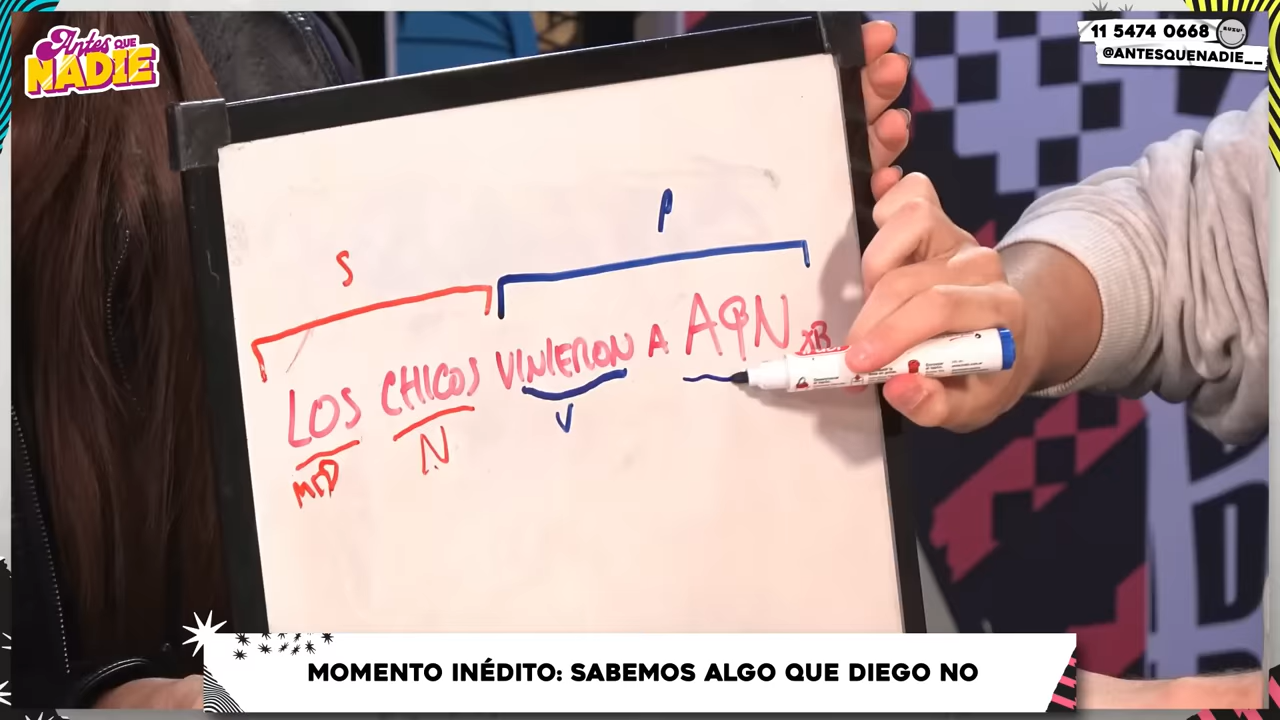 Antes QUE
NADIE
11 5474 0668
@ANTESQUENADIE__
S
P
LOS CHICOS VINIERON A AQN
MD
N
V
MOMENTO INÉDITO: SABEMOS ALGO QUE DIEGO NO